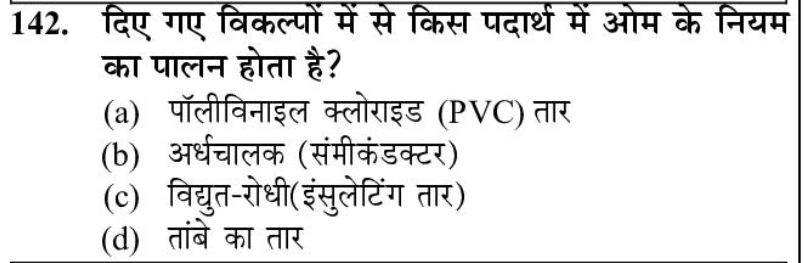 142. दिए गए विकल्पों में से किस पदार्थ में ओम के नियम
का पालन होता है?
(a) पॉलीविनाइल क्लोराइड (PVC) तार
(b) अर्धचालक (संमीकंडक्टर)
(c) विद्युत-रोधी(इंसुलेटिंग तार)
(d) तांबे का तार